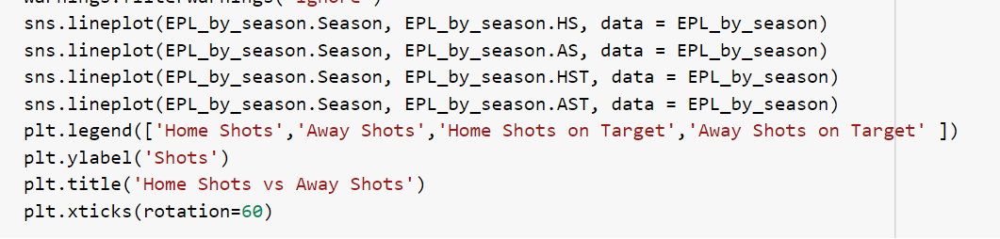 warnings.filterwarnings("ignore")
sns.lineplot(EPL_by_season.Season, EPL_by_season.HS, data = EPL_by_season)
sns.lineplot(EPL_by_season.Season, EPL_by_season.AS, data = EPL_by_season)
sns.lineplot(EPL_by_season.Season, EPL_by_season.HST, data = EPL_by_season)
sns.lineplot(EPL_by_season.Season, EPL_by_season.AST, data = EPL_by_season)
plt.legend(['Home Shots','Away Shots','Home Shots on Target','Away Shots on Target' ])
plt.ylabel('Shots')
plt.title('Home Shots vs Away Shots')
plt.xticks(rotation=60)